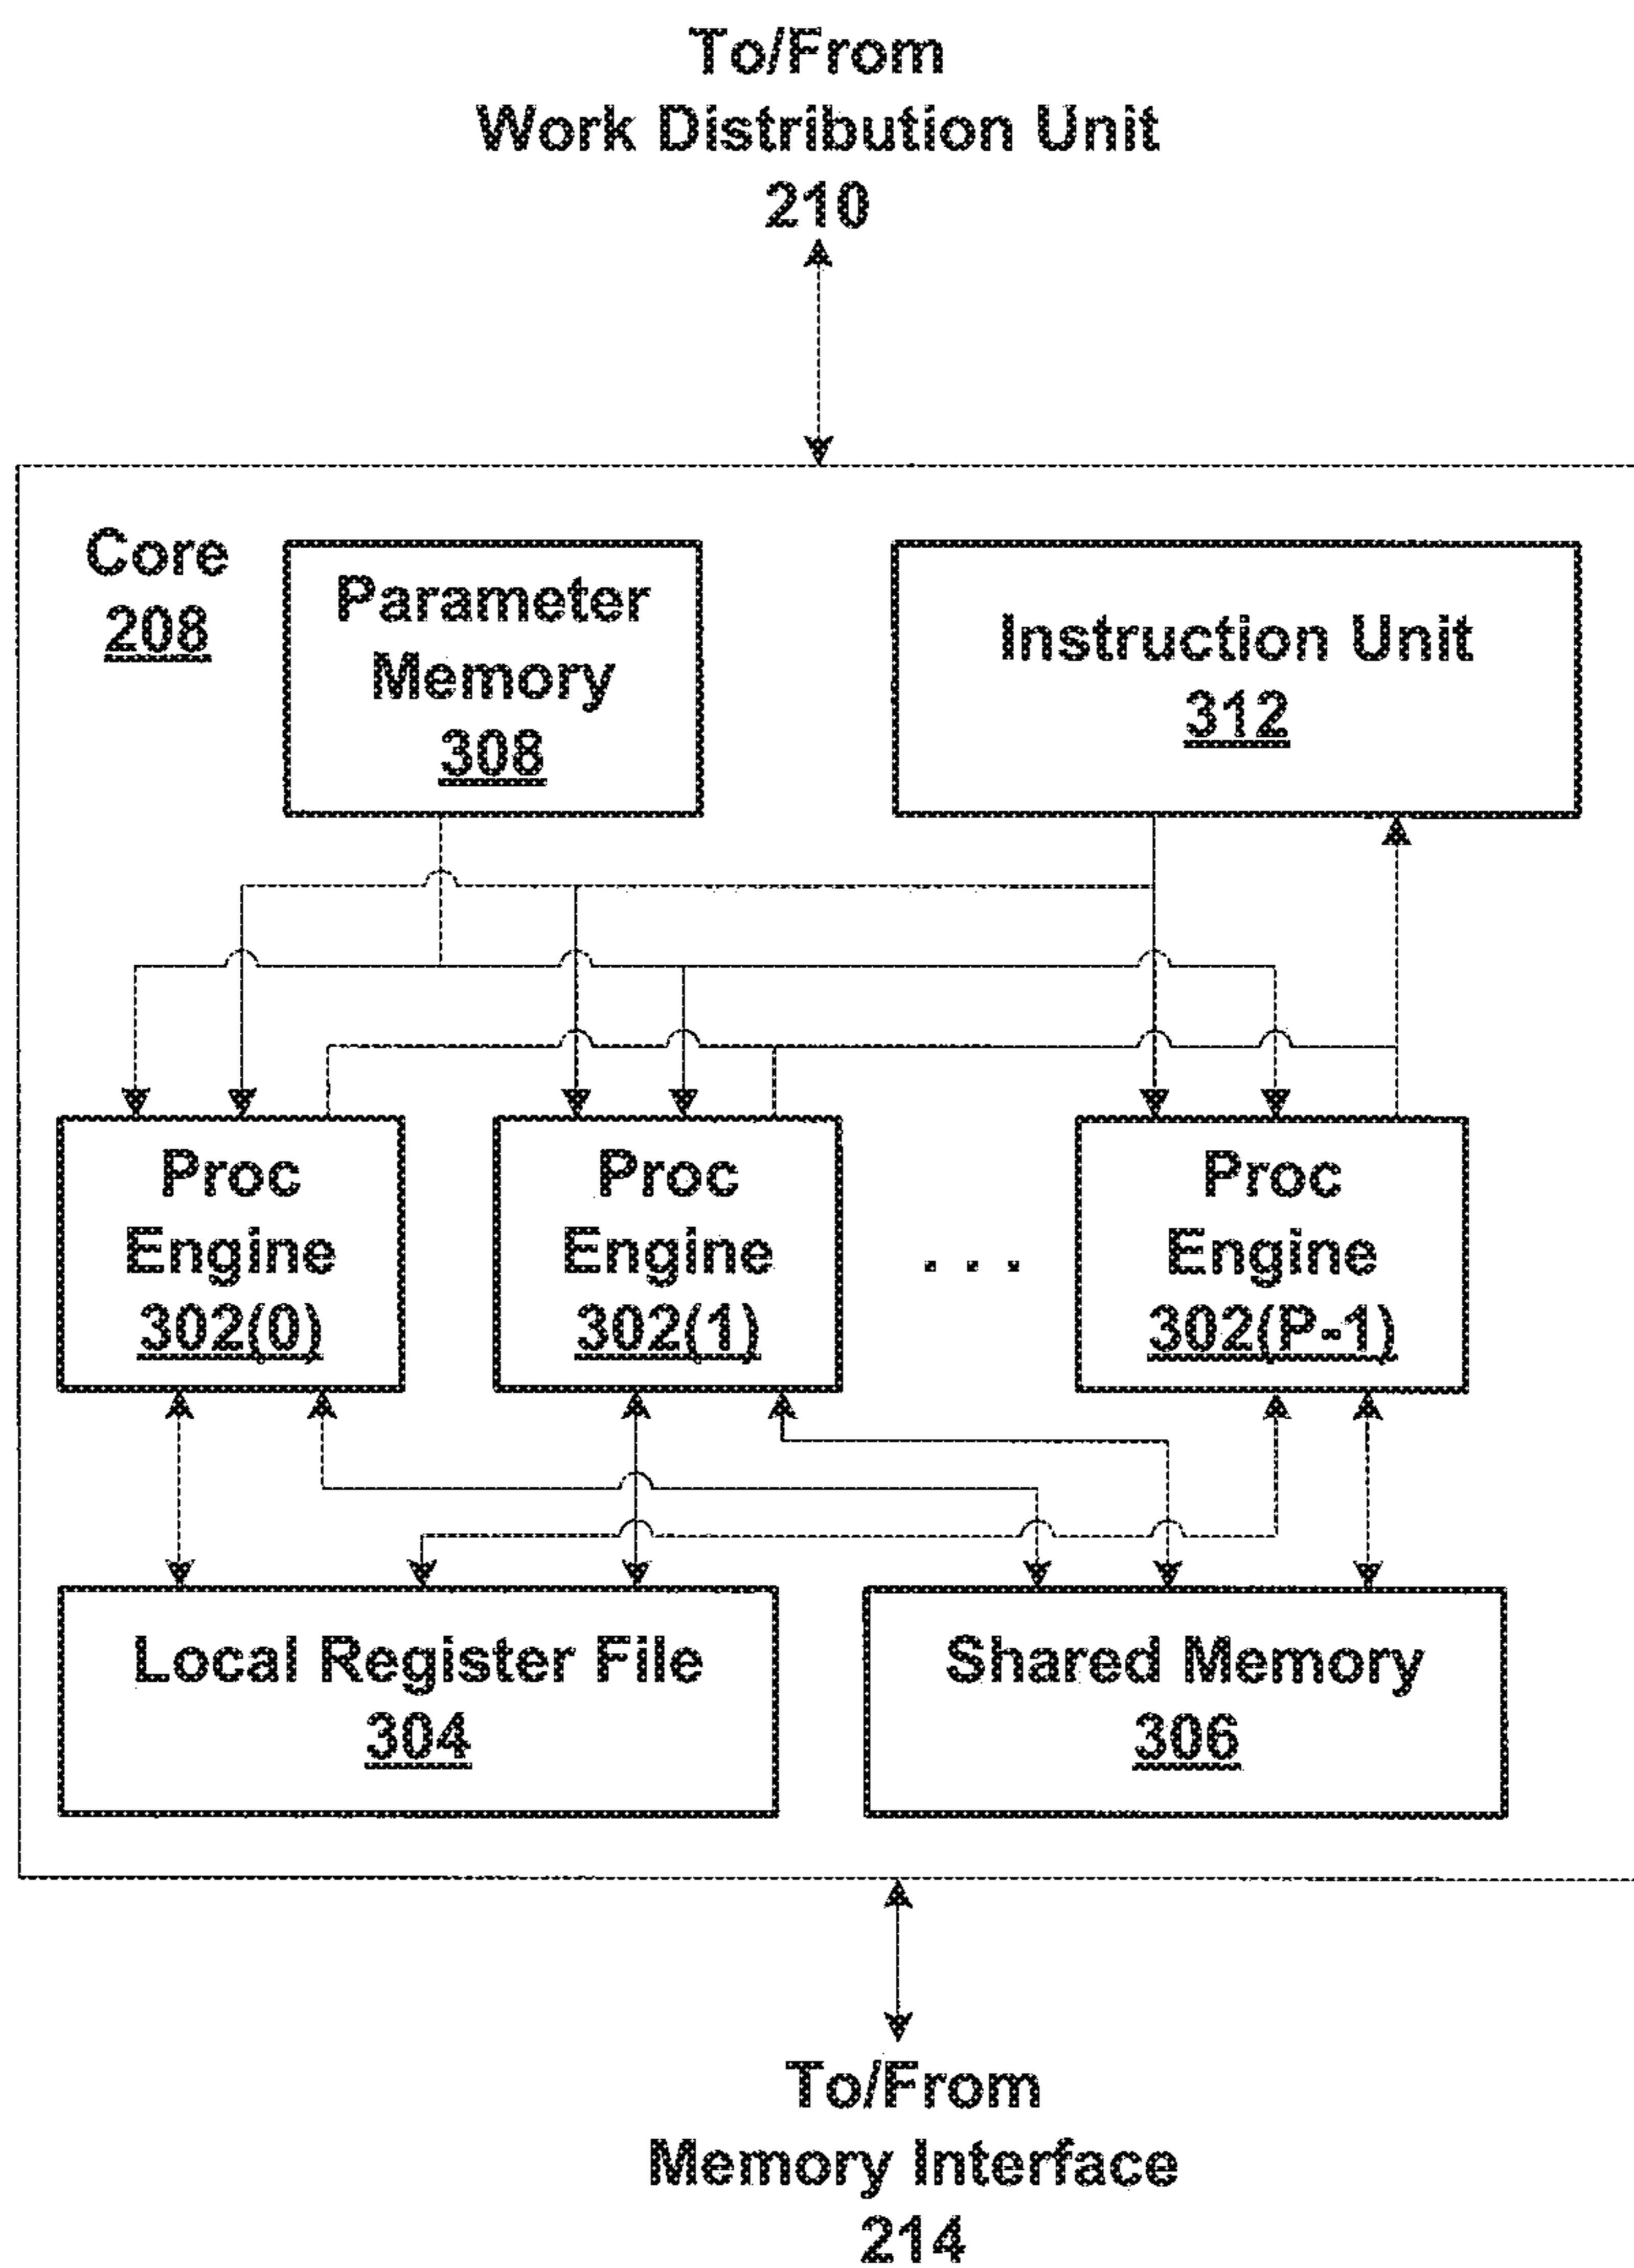 To/From
Work Distribution Unit
210
Core
208
Parameter
Memory
308
Instruction Unit
312
Proc
Engine
302(0)
Proc
Engine
302(1)
. . .
Proc
Engine
302(P-1)
Local Register File
304
Shared Memory
306
To/From
Memory Interface
214